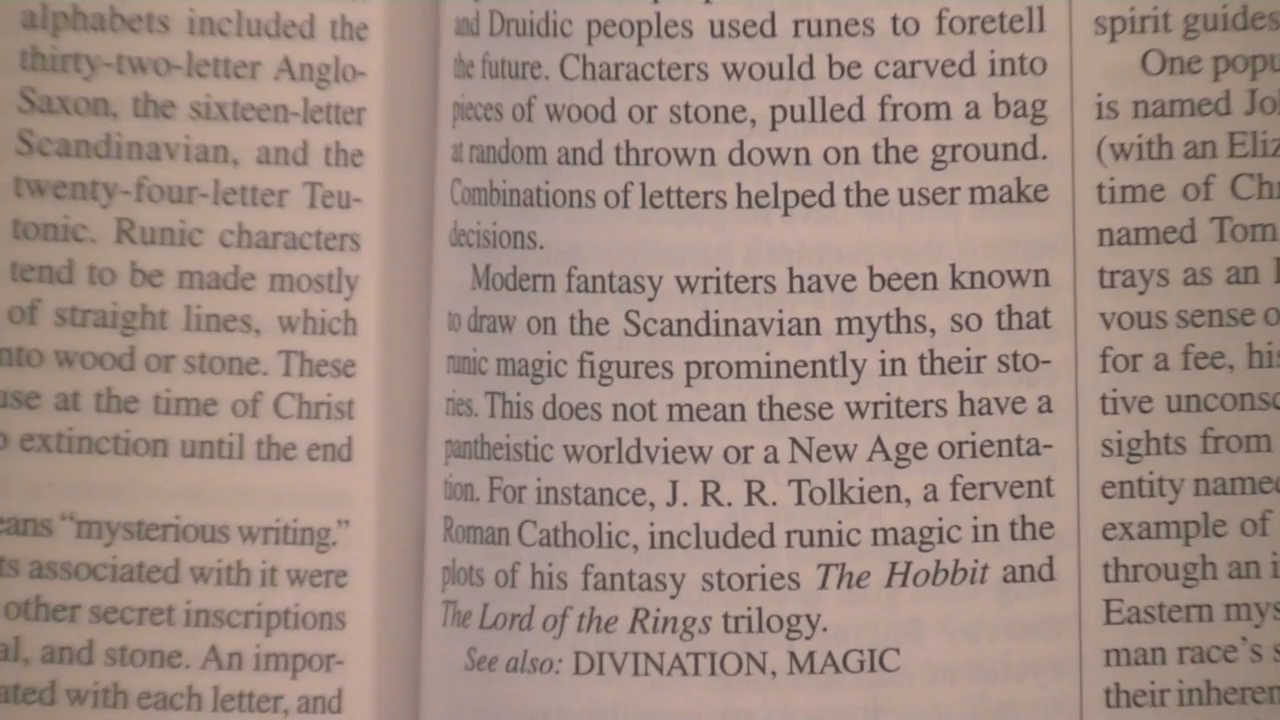 alphabets included the
thirty-two-letter Anglo-
Saxon, the sixteen-letter
Scandinavian, and the
twenty-four-letter Teu-
tonic. Runic characters
tend to be made mostly
of straight lines, which
wood or stone. These
at the time of Christ
extinction until the end
"mysterious writing."
associated with it were
other secret inscriptions
and stone. An impor-
with each letter, and
and Druidic peoples used runes to foretell
the future. Characters would be carved into
pieces of wood or stone, pulled from a bag
at random and thrown down on the ground.
Combinations of letters helped the user make
decisions.
Modern fantasy writers have been known
to draw on the Scandinavian myths, so that
runic magic figures prominently in their sto-
ries. This does not mean these writers have a
pantheistic worldview or a New Age orienta-
tion. For instance, J. R. R. Tolkien, a fervent
Roman Catholic, included runic magic in the
plots of his fantasy stories The Hobbit and
The Lord of the Rings trilogy.
See also: DIVINATION, MAGIC
spirit guides
One
is named
(with an
time of
named Tom
trays as an
vous sense
for a fee,
tive
sights from
entity
example of
through an
Eastern
man race's
their